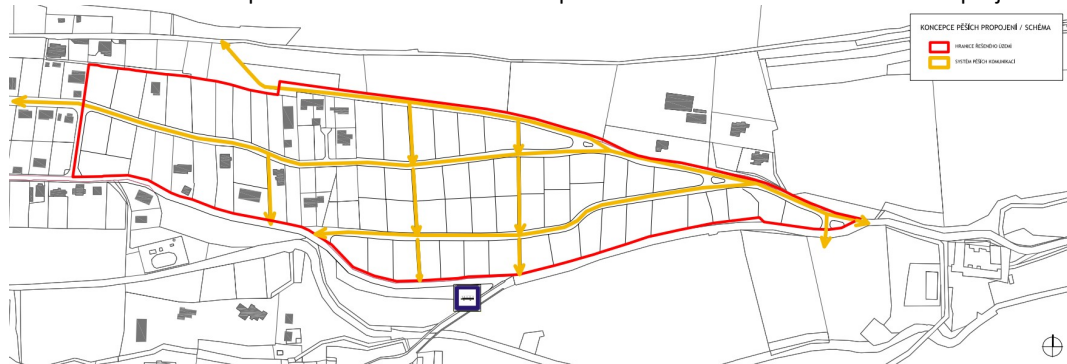 KONCEPCE PĚŠÍCH PROPOJENÍ / SCHÉMA
HRANICE ŘEŠENÉHO ÚZEMÍ
SYSTÉM PĚŠÍCH KOMUNIKACÍ